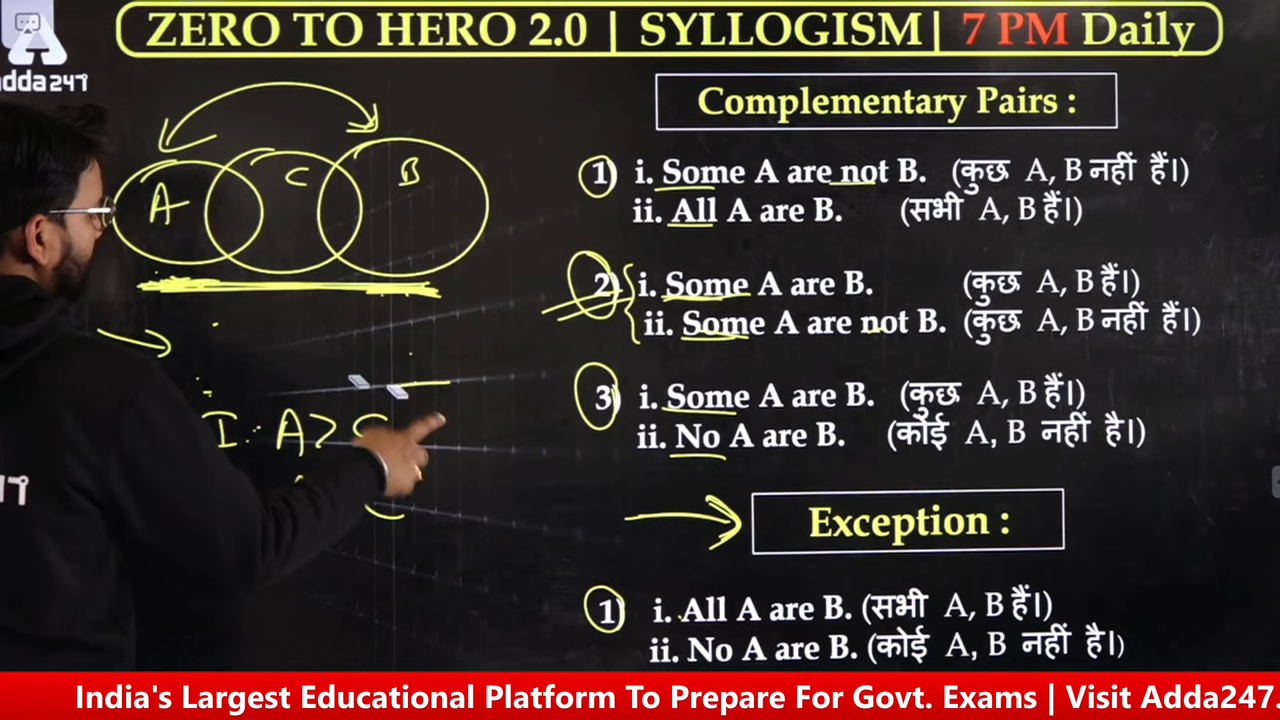 ZERO TO HERO 2.0 | SYLLOGISM | 7 PM Daily
adda247
Complementary Pairs :
A C B
1) i. Some A are not B. (कुछ A, B नहीं हैं।)
ii. All A are B. (सभी A, B हैं।)
2) i. Some A are B. (कुछ A, B हैं।)
ii. Some A are not B. (कुछ A, B नहीं हैं।)
3) i. Some A are B. (कुछ A, B हैं।)
ii. No A are B. (कोई A, B नहीं है।)
I : A >
Exception :
1) i. All A are B. (सभी A, B हैं।)
ii. No A are B. (कोई A, B नहीं है।)
India's Largest Educational Platform To Prepare For Govt. Exams | Visit Adda247.